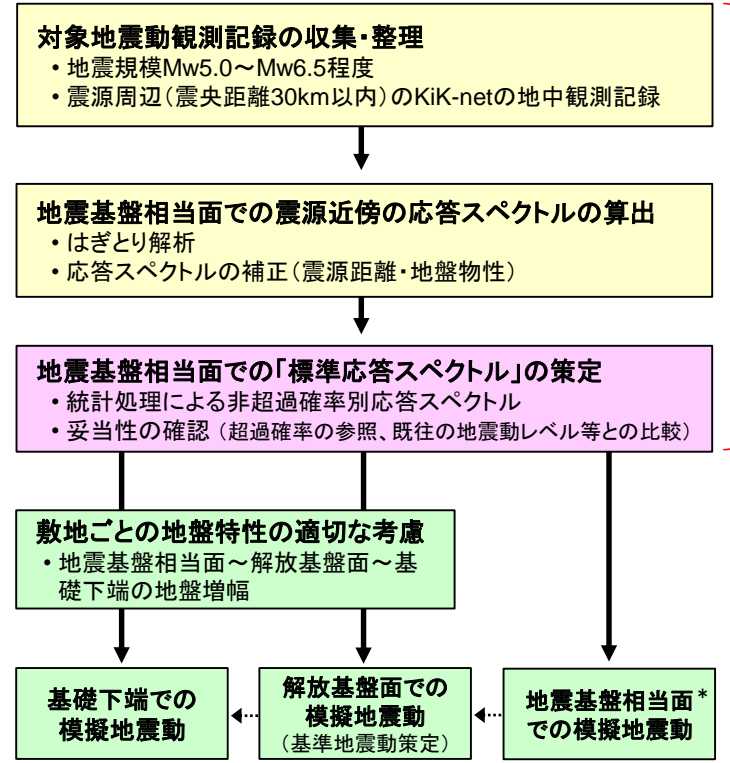 対象地震動観測記録の収集・整理
・地震規模Mw5.0～Mw6.5程度
・震源周辺（震央距離30km以内）のKiK-netの地中観測記録
地震基盤相当面での震源近傍の応答スペクトルの算出
・はぎとり解析
・応答スペクトルの補正（震源距離・地盤物性）
地震基盤相当面での「標準応答スペクトル」の策定
・統計処理による非超過確率別応答スペクトル
・妥当性の確認（超過確率の参照、既往の地震動レベル等との比較）
敷地ごとの地盤特性の適切な考慮
・地震基盤相当面～解放基盤面～基
礎下端の地盤増幅
基礎下端での
模擬地震動
解放基盤面での
模擬地震動
（基準地震動策定）
地震基盤相当面*
での模擬地震動